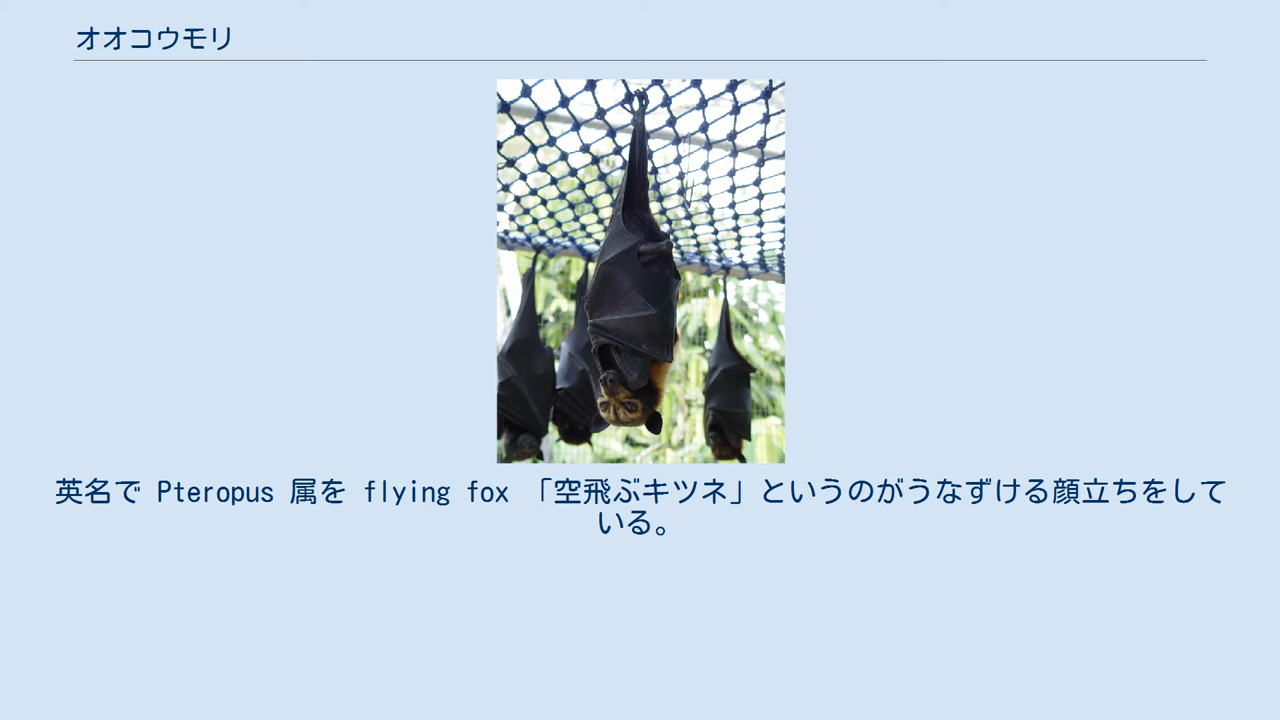 オオコウモリ
英名で Pteropus 属を flying fox 「空飛ぶキツネ」というのがうなずける顔立ちをして
いる。